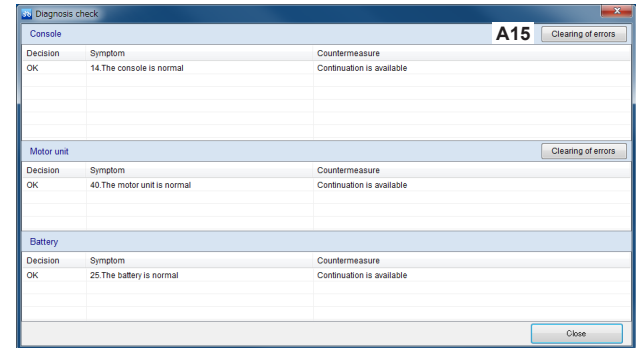 Diagnosis check
Console A15 Clearing of errors
Decision Symptom Countermeasure
OK 14.The console is normal Continuation is available
Motor unit Clearing of errors
Decision Symptom Countermeasure
OK 40.The motor unit is normal Continuation is available
Battery
Decision Symptom Countermeasure
OK 25.The battery is normal Continuation is available
Close